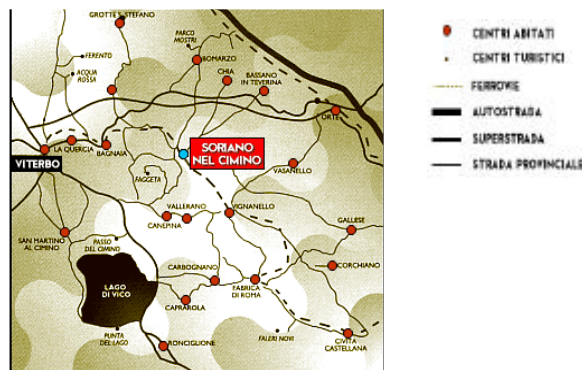 GROTTE S. STEFANO
PARCO
MOSTRI
FERENTO
BOMARZO
ACQUA
ROSSA
CHIA
BASSANO
IN TEVERINA
ORTE
SORIANO
NEL CIMINO
LA QUERCIA
BAGNAIA
VITERBO
FAGGETA
VASANELLO
VALLERANO
CANEPINA
VIGNANELLO
GALLESE
SAN MARTINO
AL CIMINO
PASSO
DEL CIMINO
CARBOGNANO
CORCHIANO
LAGO
DI VICO
FABRICA
DI ROMA
CAPRAROLA
PUNTA
DEL LAGO
RONCIGLIONE
FALERI NOVI
CIVITA
CASTELLANA
CENTRI ABITATI
CENTRI TURISTICI
FERROVIE
AUTOSTRADA
SUPERSTRADA
STRADA PROVINCIALE